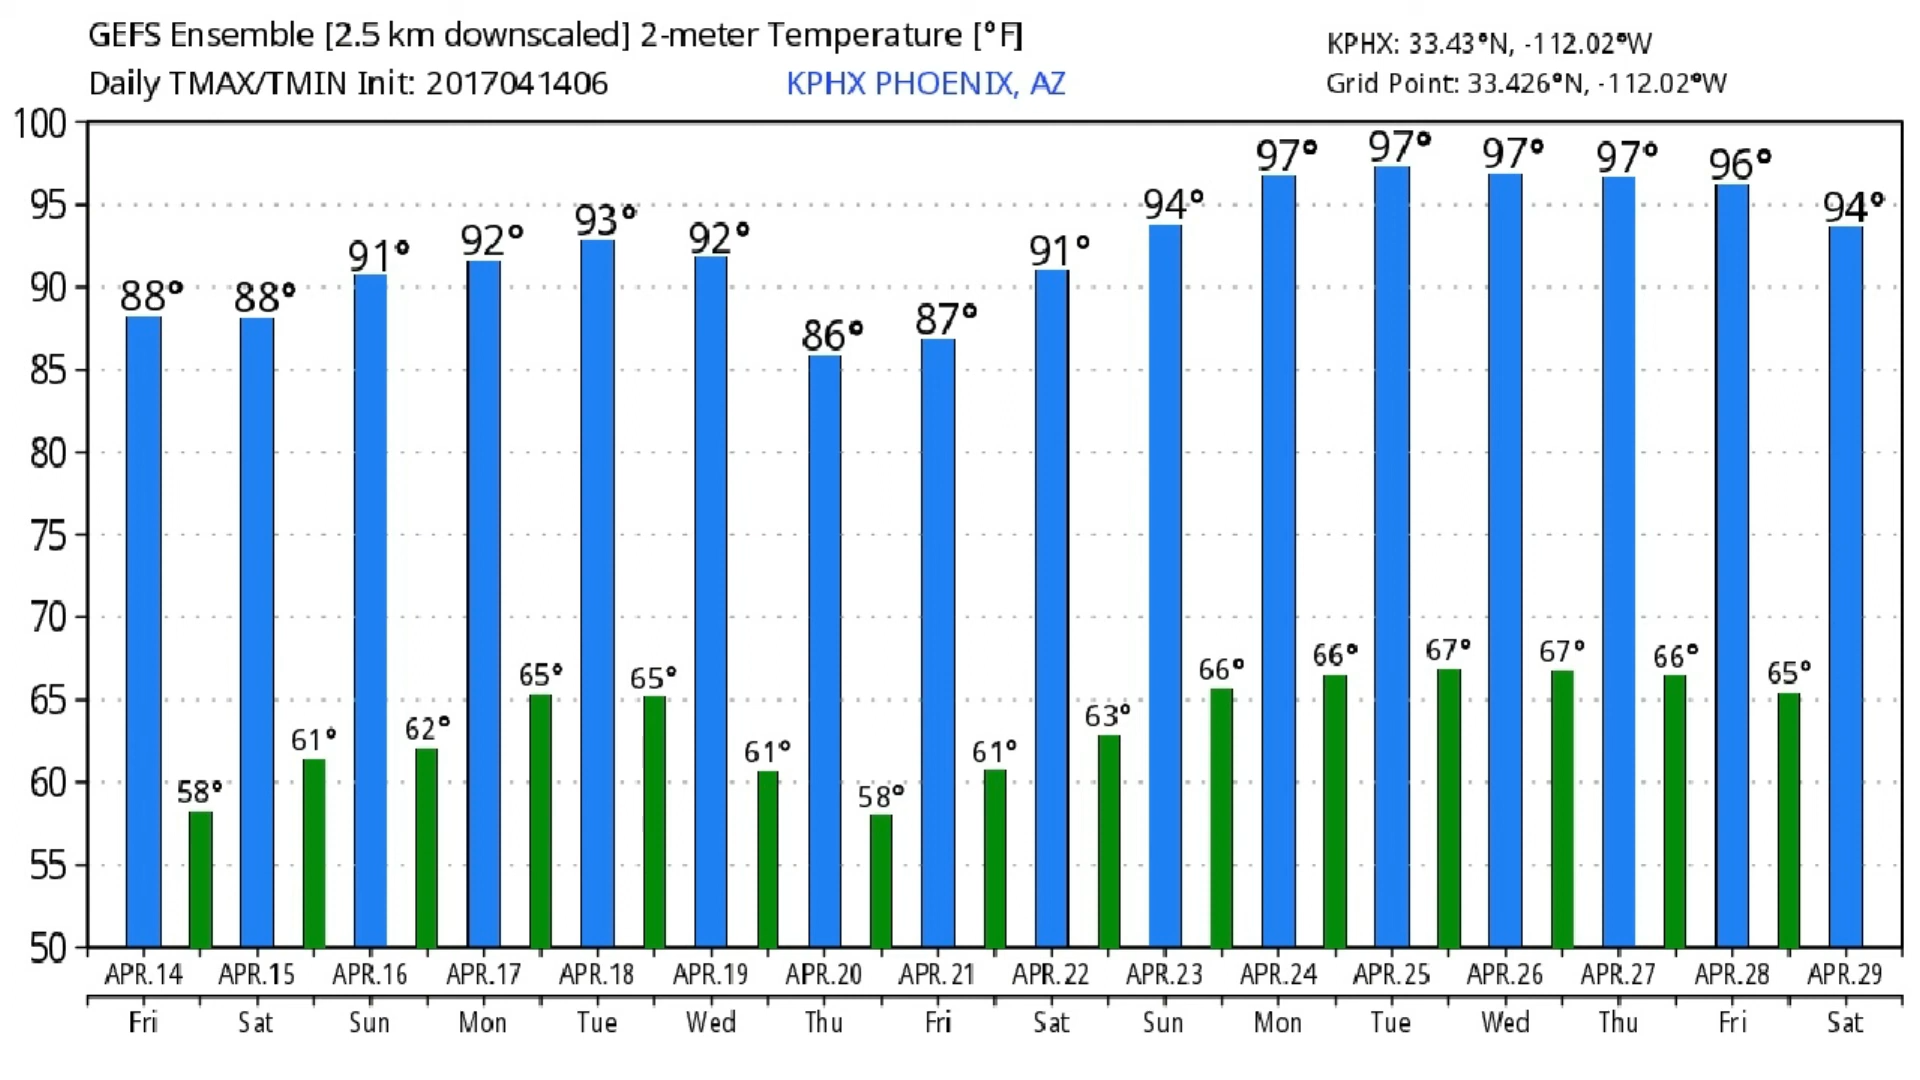 GEFS Ensemble [2.5 km downscaled] 2-meter Temperature [°F]
KPHX: 33.43°N, -112.02°W
Daily TMAX/TMIN Init: 2017041406
KPHX PHOENIX, AZ
Grid Point: 33.426°N, -112.02°W
100
95
90
85
80
75
70
65
60
55
50
88° 88° 91° 92° 93° 92° 86° 87° 91° 94° 97° 97° 97° 97° 96° 94°
58° 61° 62° 65° 65° 61° 58° 61° 63° 66° 66° 67° 67° 66° 65°
APR.14 APR.15 APR.16 APR.17 APR.18 APR.19 APR.20 APR.21 APR.22 APR.23 APR.24 APR.25 APR.26 APR.27 APR.28 APR.29
Fri Sat Sun Mon Tue Wed Thu Fri Sat Sun Mon Tue Wed Thu Fri Sat